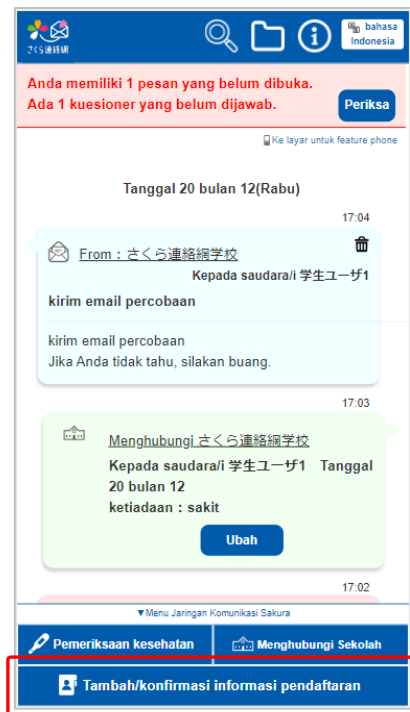 さくら連絡網
bahasa
Indonesia
Anda memiliki 1 pesan yang belum dibuka.
Ada 1 kuesioner yang belum dijawab.
Periksa
Ke layar untuk feature phone
Tanggal 20 bulan 12(Rabu)
17:04
From：さくら連絡網学校
Kepada saudara/i 学生ユーザ1
kirim email percobaan
kirim email percobaan
Jika Anda tidak tahu, silakan buang.
17:03
Menghubungi さくら連絡網学校
Kepada saudara/i 学生ユーザ1 Tanggal
20 bulan 12
ketiadaan：sakit
Ubah
17:02
▼Menu Jaringan Komunikasi Sakura
Pemeriksaan kesehatan
Menghubungi Sekolah
Tambah/konfirmasi informasi pendaftaran